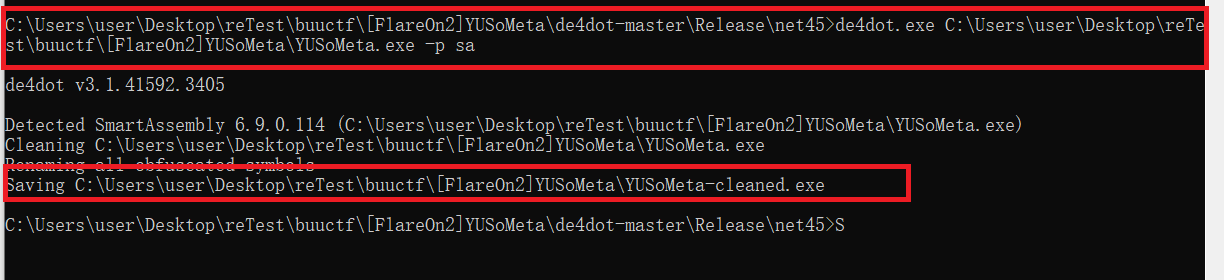 C:\Users\user\Desktop\reTest\buuctf\[FlareOn2]YUSoMeta\de4dot-master\Release\net45>de4dot.exe C:\Users\user\Desktop\reTe
st\buuctf\[FlareOn2]YUSoMeta\YUSoMeta.exe -p sa
de4dot v3.1.41592.3405
Detected SmartAssembly 6.9.0.114 (C:\Users\user\Desktop\reTest\buuctf\[FlareOn2]YUSoMeta\YUSoMeta.exe)
Cleaning C:\Users\user\Desktop\reTest\buuctf\[FlareOn2]YUSoMeta\YUSoMeta.exe
Renaming all obfuscated symbols
Saving C:\Users\user\Desktop\reTest\buuctf\[FlareOn2]YUSoMeta\YUSoMeta-cleaned.exe
C:\Users\user\Desktop\reTest\buuctf\[FlareOn2]YUSoMeta\de4dot-master\Release\net45>S